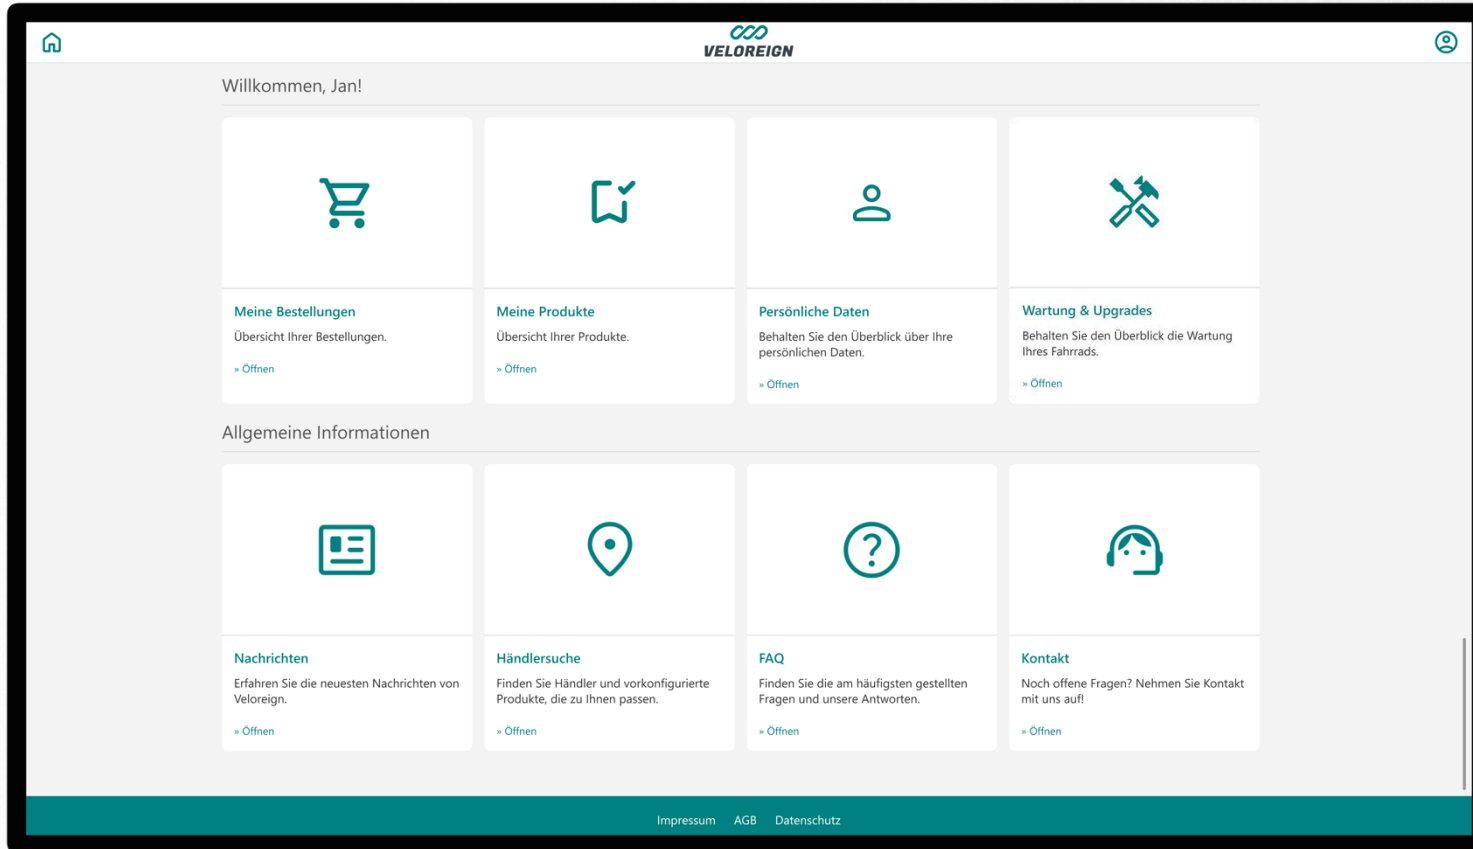 VELOREIGN
Willkommen, Jan!
Meine Bestellungen
Übersicht Ihrer Bestellungen.
» Öffnen
Meine Produkte
Übersicht Ihrer Produkte.
» Öffnen
Persönliche Daten
Behalten Sie den Überblick über Ihre
persönlichen Daten.
» Öffnen
Wartung & Upgrades
Behalten Sie den Überblick die Wartung
Ihres Fahrrads.
» Öffnen
Allgemeine Informationen
Nachrichten
Erfahren Sie die neuesten Nachrichten von
Veloreign.
» Öffnen
Händlersuche
Finden Sie Händler und vorkonfigurierte
Produkte, die zu Ihnen passen.
» Öffnen
FAQ
Finden Sie die am häufigsten gestellten
Fragen und unsere Antworten.
» Öffnen
Kontakt
Noch offene Fragen? Nehmen Sie Kontakt
mit uns auf!
» Öffnen
Impressum AGB Datenschutz